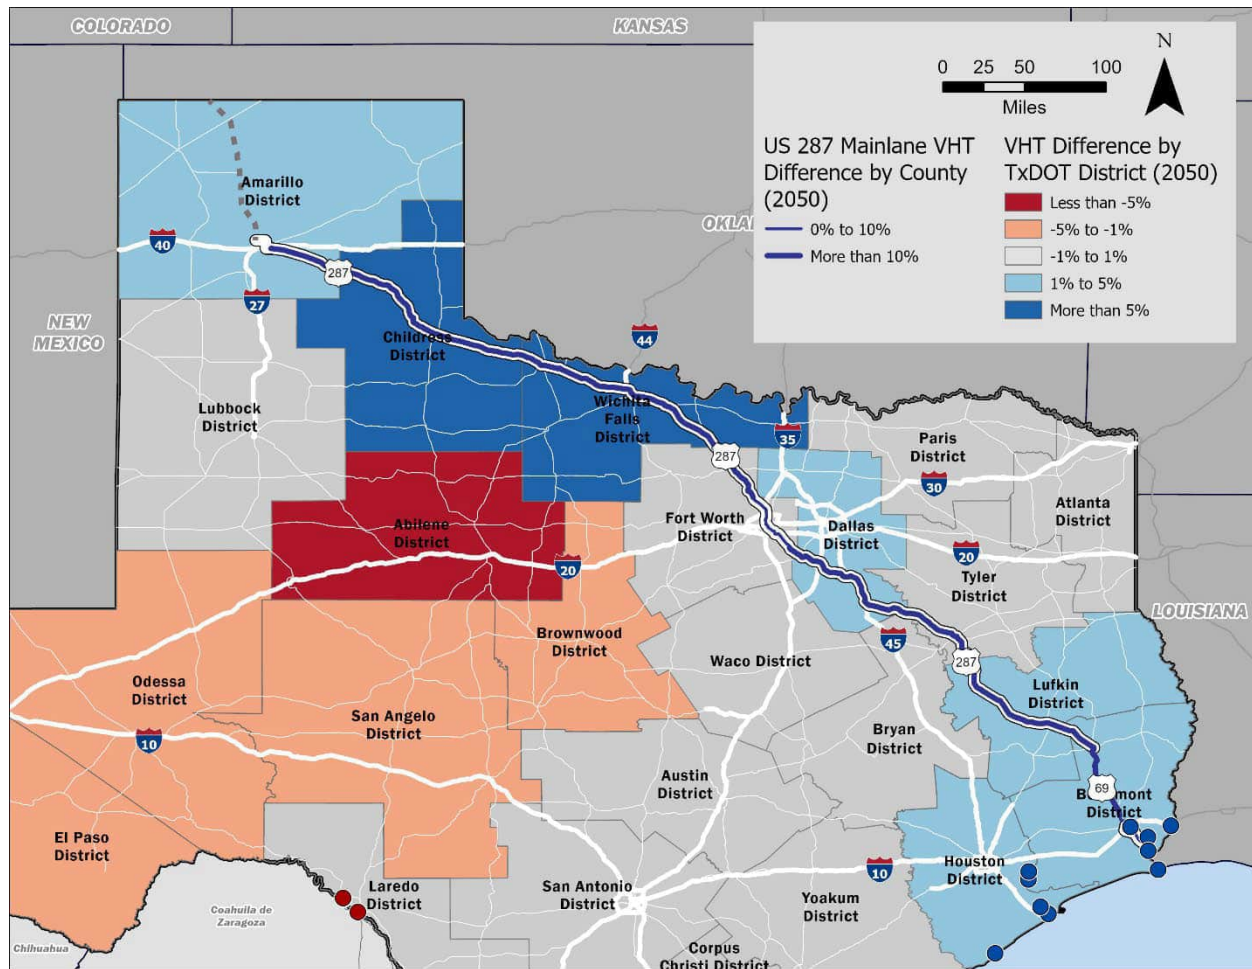 COLORADO
KANSAS
N
0 25 50 100
Miles
US 287 Mainlane VHT
Difference by County
(2050)
0% to 10%
More than 10%
VHT Difference by
TxDOT District (2050)
Less than -5%
-5% to -1%
-1% to 1%
1% to 5%
More than 5%
Amarillo
District
40
287
27
NEW
MEXICO
44
Childress
District
Lubbock
District
Wichita
Falls
District
35
287
Paris
District
30
Atlanta
District
Abilene
District
Fort Worth
District
Dallas
District
20
20
Tyler
District
LOUISIANA
Brownwood
District
45
Waco District
287
Odessa
District
Lufkin
District
San Angelo
District
10
Bryan
District
Austin
District
69
District
El Paso
District
Houston
District
10
Laredo
District
San Antonio
District
Yoakum
District
Coahuila de
Zaragoza
Chihuahua
Corpus
Christi District